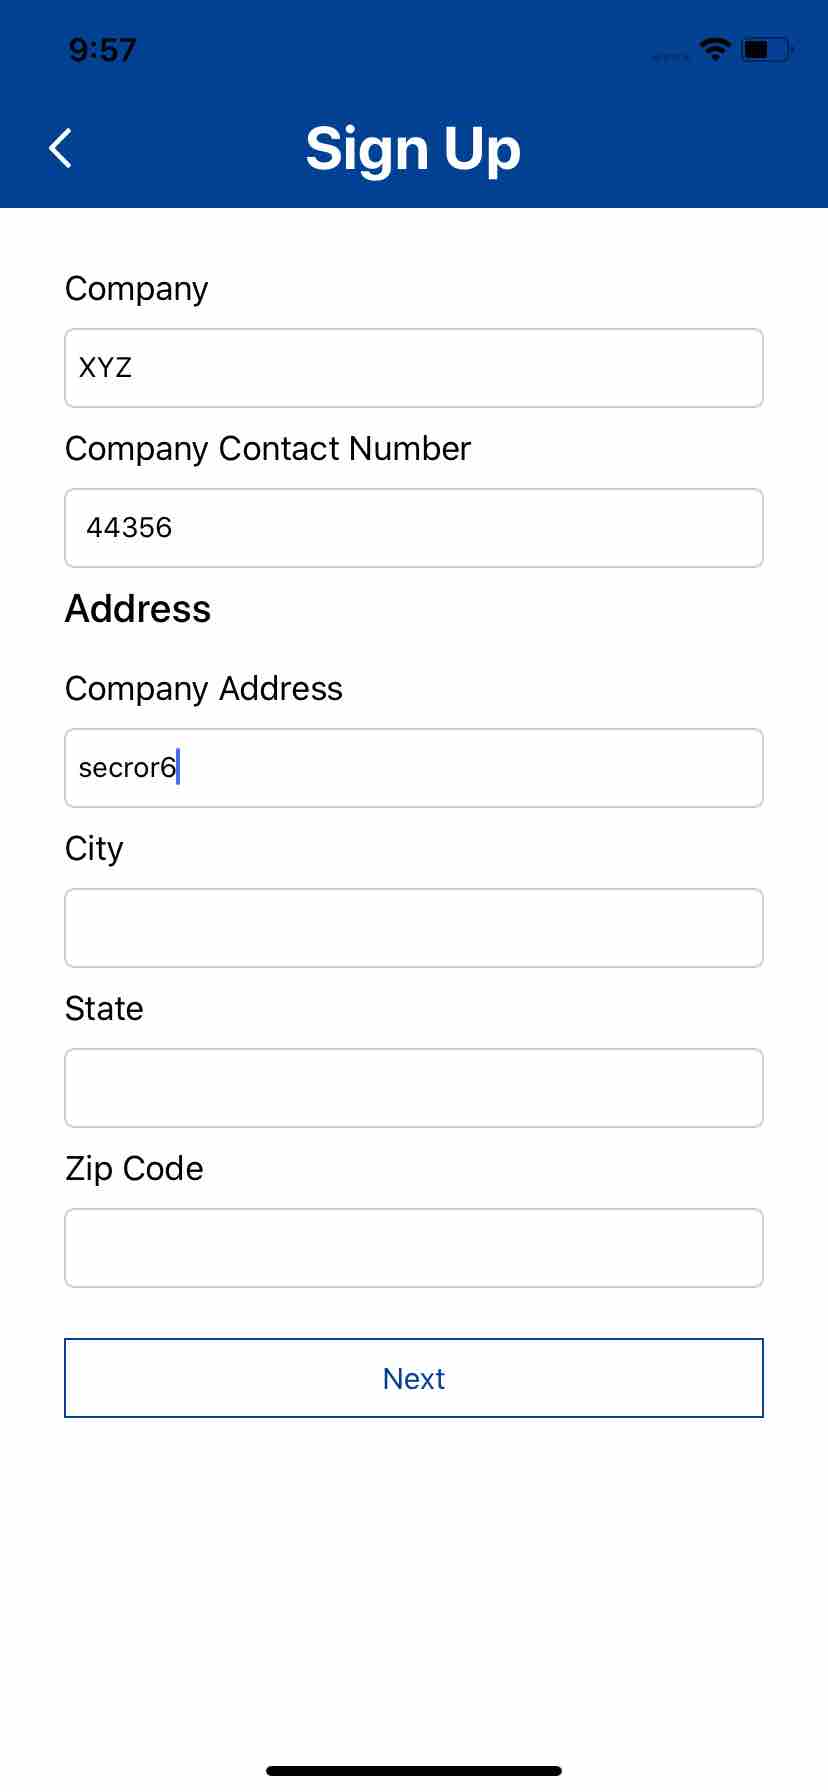 9:57
Sign Up
Company
XYZ
Company Contact Number
44356
Address
Company Address
secror6
City
State
Zip Code
Next